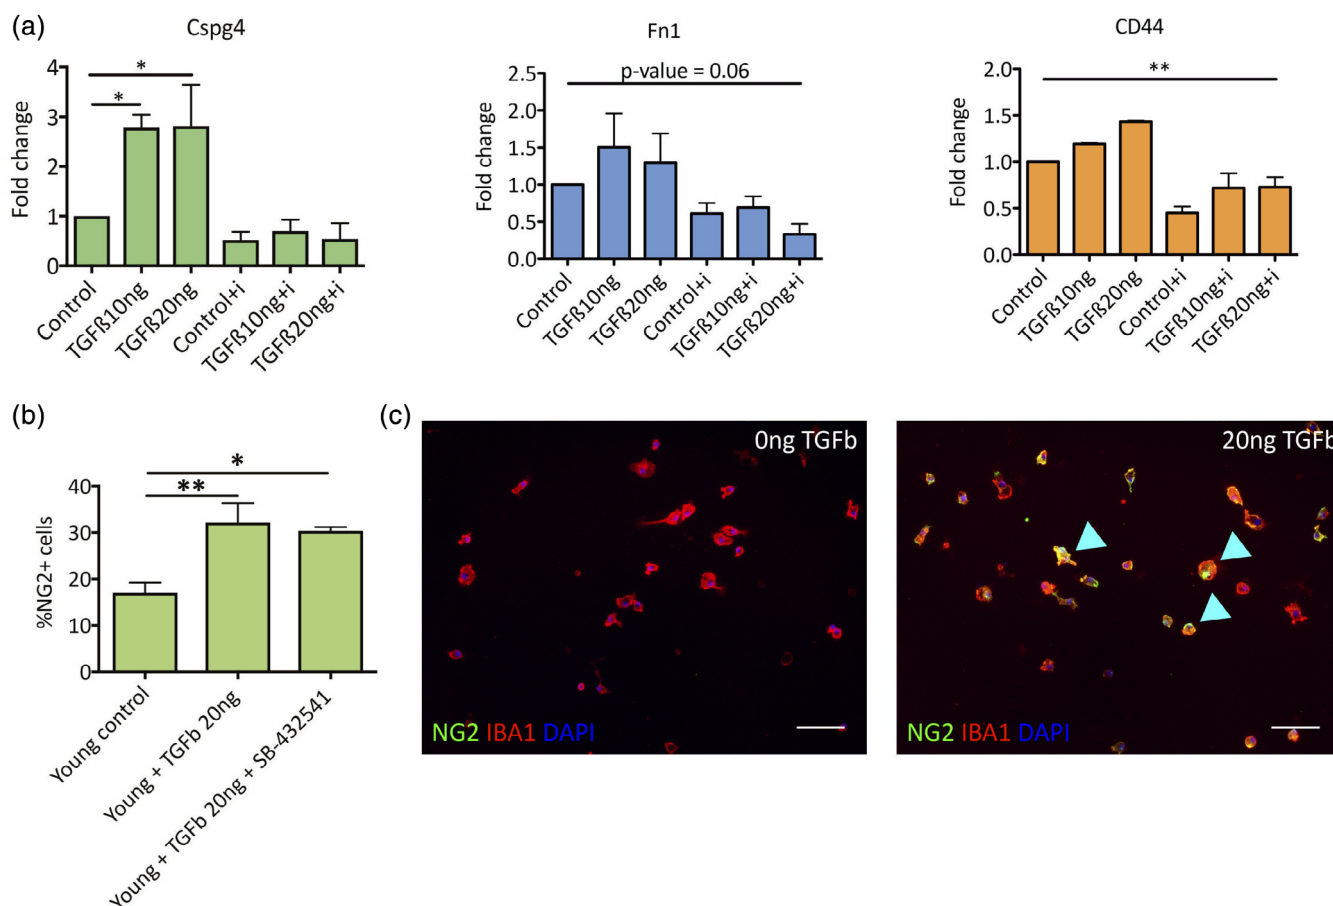 (a)
Cspg4
Fold change
4
3
2
1
0
*
*
Control
TGFß10ng
TGFß20ng
Control+i
TGFß10ng+i
TGFß20ng+i
Fn1
Fold change
2.5
2.0
1.5
1.0
0.5
0.0
p-value = 0.06
Control
TGFß10ng
TGFß20ng
Control+i
TGFß10ng+i
TGFß20ng+i
CD44
Fold change
2.0
1.5
1.0
0.5
0.0
**
Control
TGFß10ng
TGFß20ng
Control+i
TGFß10ng+i
TGFß20ng+i
(b)
%NG2+ cells
40
30
20
10
0
*
**
Young control
Young + TGFb 20ng
Young + TGFb 20ng + SB-432541
(c)
0ng TGFb
NG2 IBA1 DAPI
20ng TGFb
NG2 IBA1 DAPI